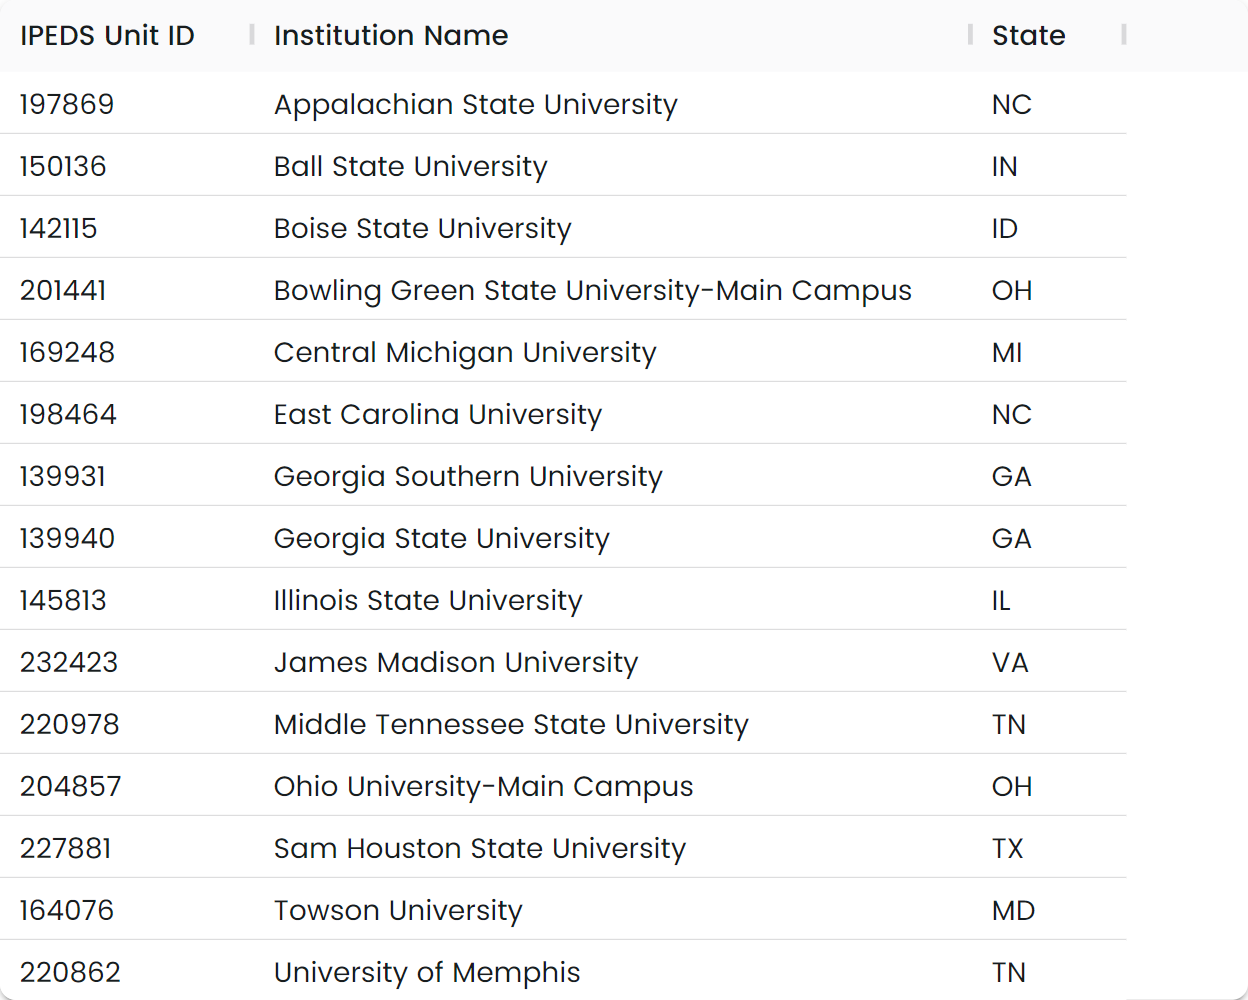 IPEDS Unit ID Institution Name State
197869 Appalachian State University NC
150136 Ball State University IN
142115 Boise State University ID
201441 Bowling Green State University-Main Campus OH
169248 Central Michigan University MI
198464 East Carolina University NC
139931 Georgia Southern University GA
139940 Georgia State University GA
145813 Illinois State University IL
232423 James Madison University VA
220978 Middle Tennessee State University TN
204857 Ohio University-Main Campus OH
227881 Sam Houston State University TX
164076 Towson University MD
220862 University of Memphis TN